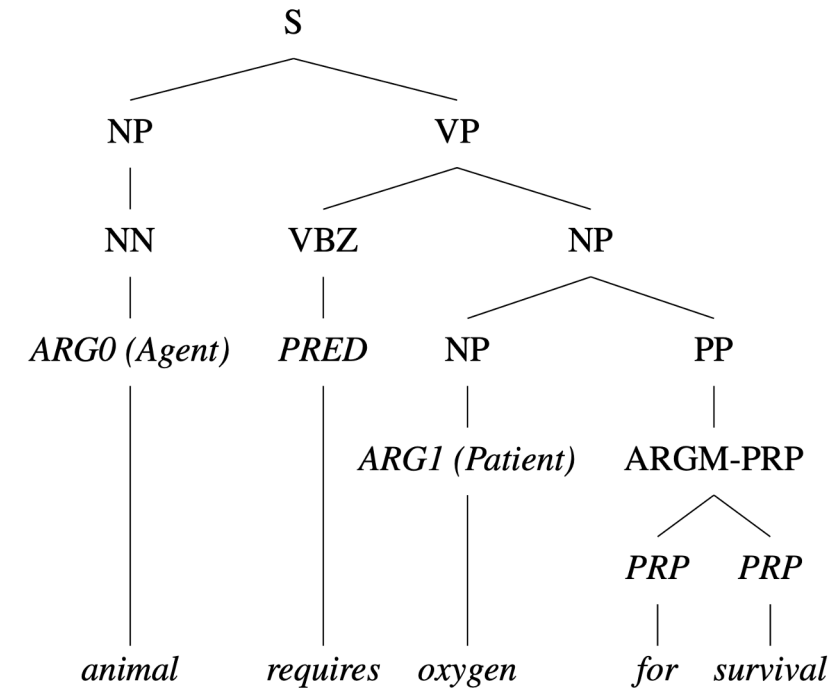 S
NP VP
NN VBZ NP
ARG0 (Agent) PRED NP PP
ARG1 (Patient) ARGM-PRP
PRP PRP
animal requires oxygen for survival